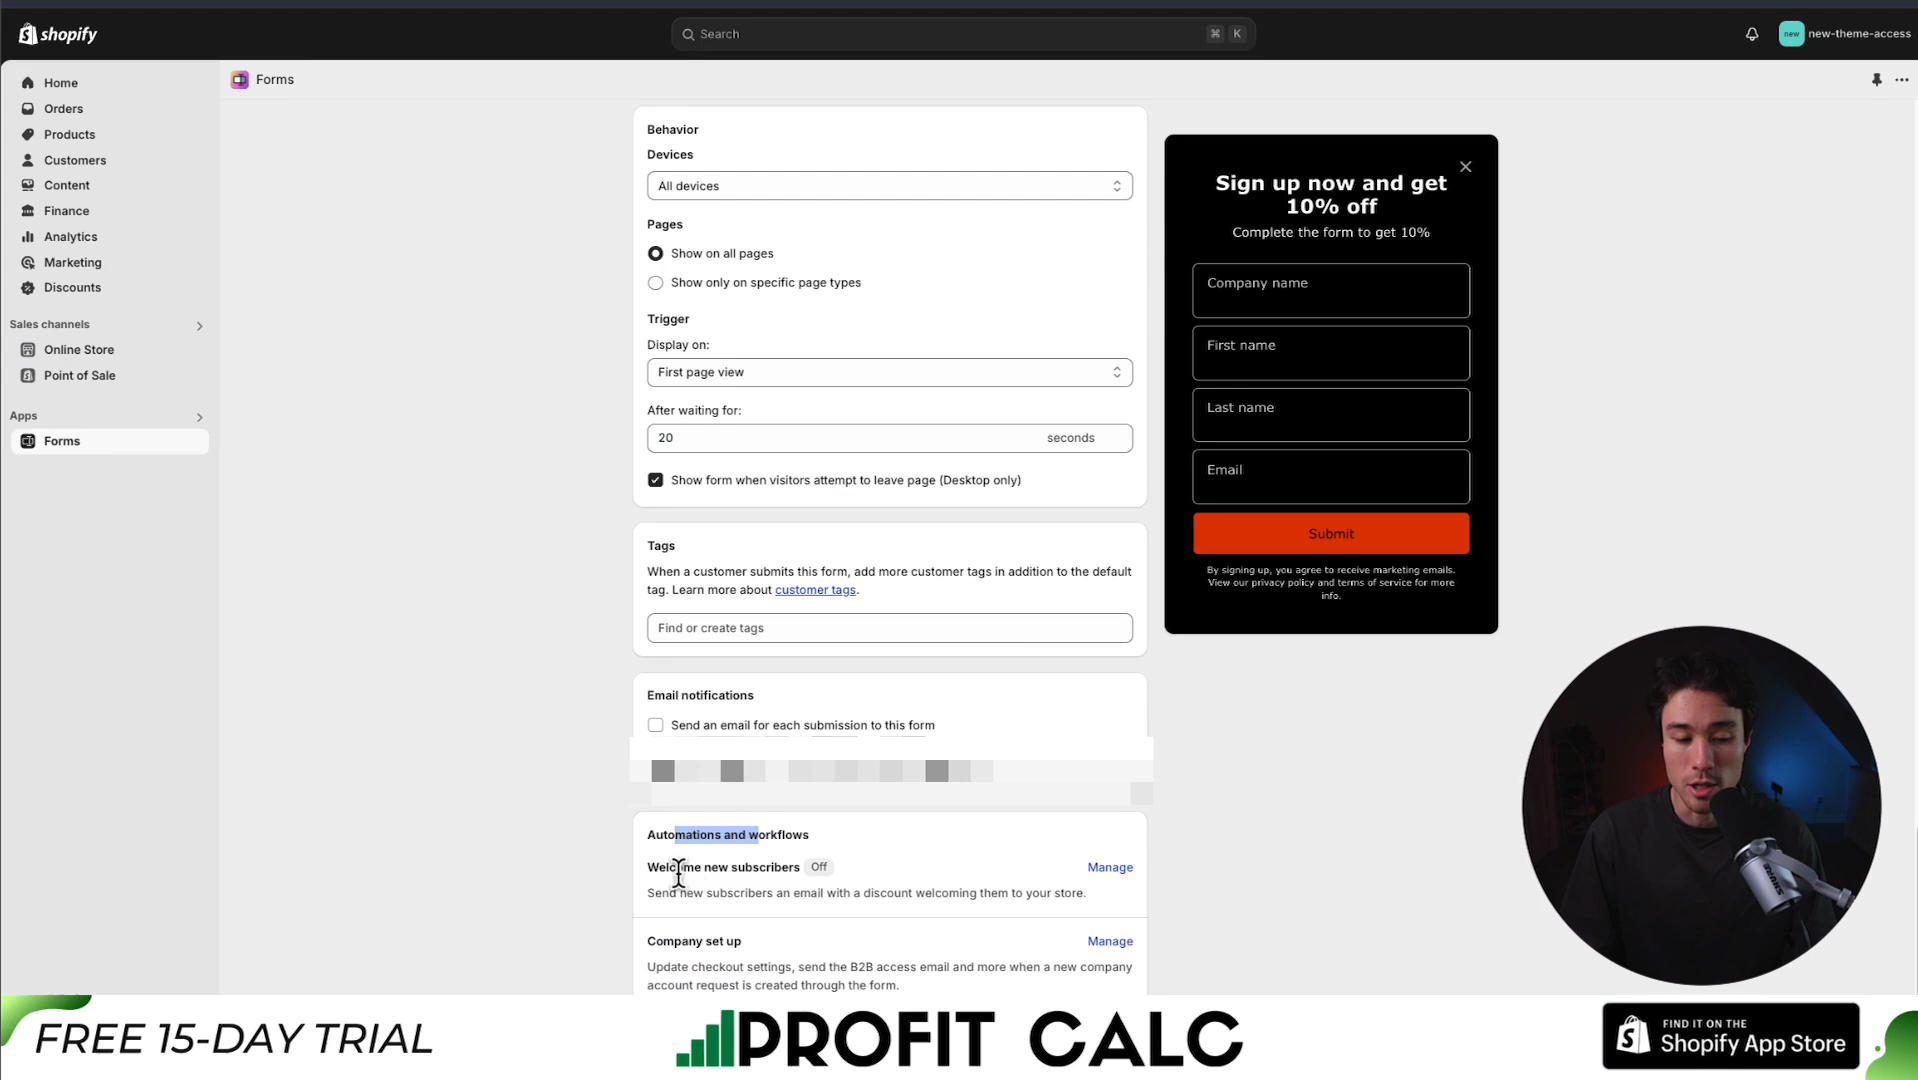 shopify
Search
⌘ K
new
new-theme-access
Home
Orders
Products
Customers
Content
Finance
Analytics
Marketing
Discounts
Sales channels
Online Store
Point of Sale
Apps
Forms
Forms
Behavior
Devices
All devices
Pages
Show on all pages
Show only on specific page types
Trigger
Display on:
First page view
After waiting for:
20 seconds
Show form when visitors attempt to leave page (Desktop only)
Tags
When a customer submits this form, add more customer tags in addition to the default
tag. Learn more about customer tags.
Find or create tags
Email notifications
Send an email for each submission to this form
Automations and workflows
Welcome new subscribers Off Manage
Send new subscribers an email with a discount welcoming them to your store.
Company set up Manage
Update checkout settings, send the B2B access email and more when a new company
account request is created through the form.
Sign up now and get
10% off
Complete the form to get 10%
Company name
First name
Last name
Email
Submit
By signing up, you agree to receive marketing emails.
View our privacy policy and terms of service for more
info.
FREE 15-DAY TRIAL
PROFIT CALC
FIND IT ON THE
Shopify App Store